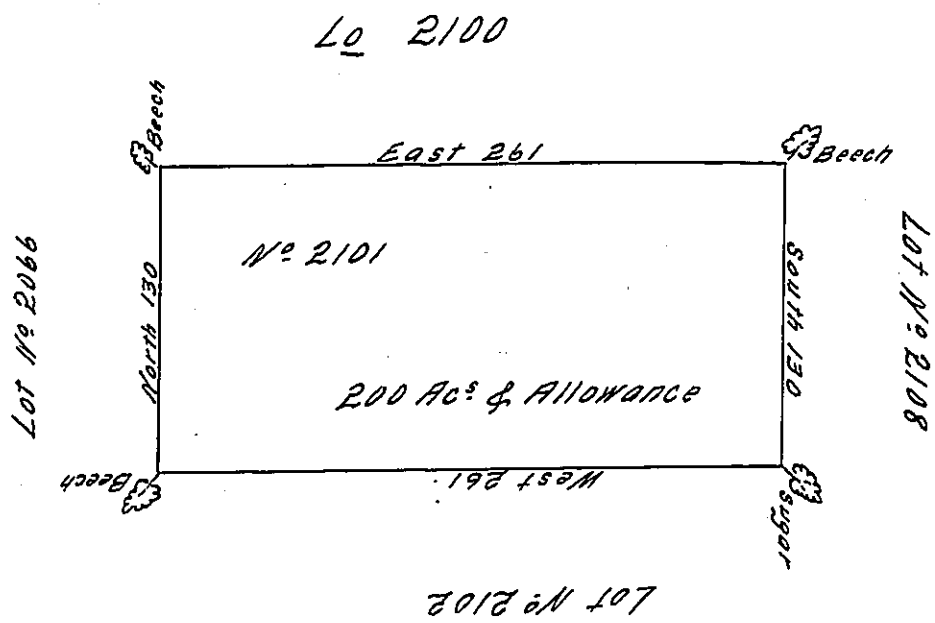 Lo 2100
Beech
East 261
Beech
Lot Nº 2066
North 130
Nº 2101
South 130
Lot Nº 2108
200 Acˢ & Allowance
Beech
West 261
sugar
Lot Nº 2102